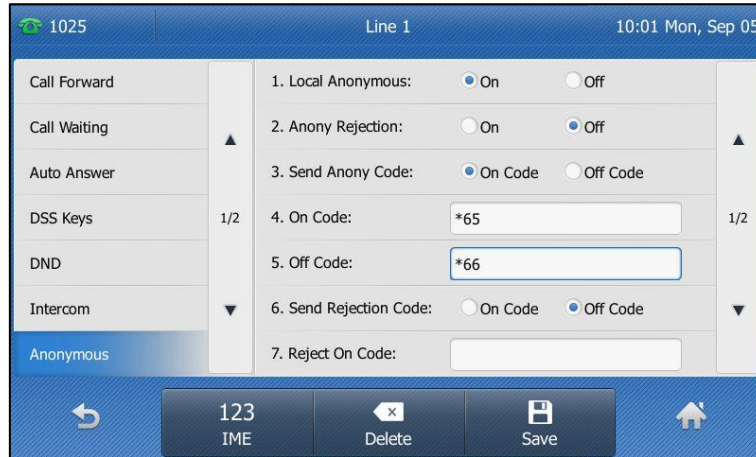 1025 Line 1 10:01 Mon, Sep 05
Call Forward
Call Waiting
Auto Answer
DSS Keys
DND
Intercom
Anonymous
1/2
1. Local Anonymous: On Off
2. Anony Rejection: On Off
3. Send Anony Code: On Code Off Code
4. On Code: *65
5. Off Code: *66
6. Send Rejection Code: On Code Off Code
7. Reject On Code:
1/2
123
IME
Delete
Save